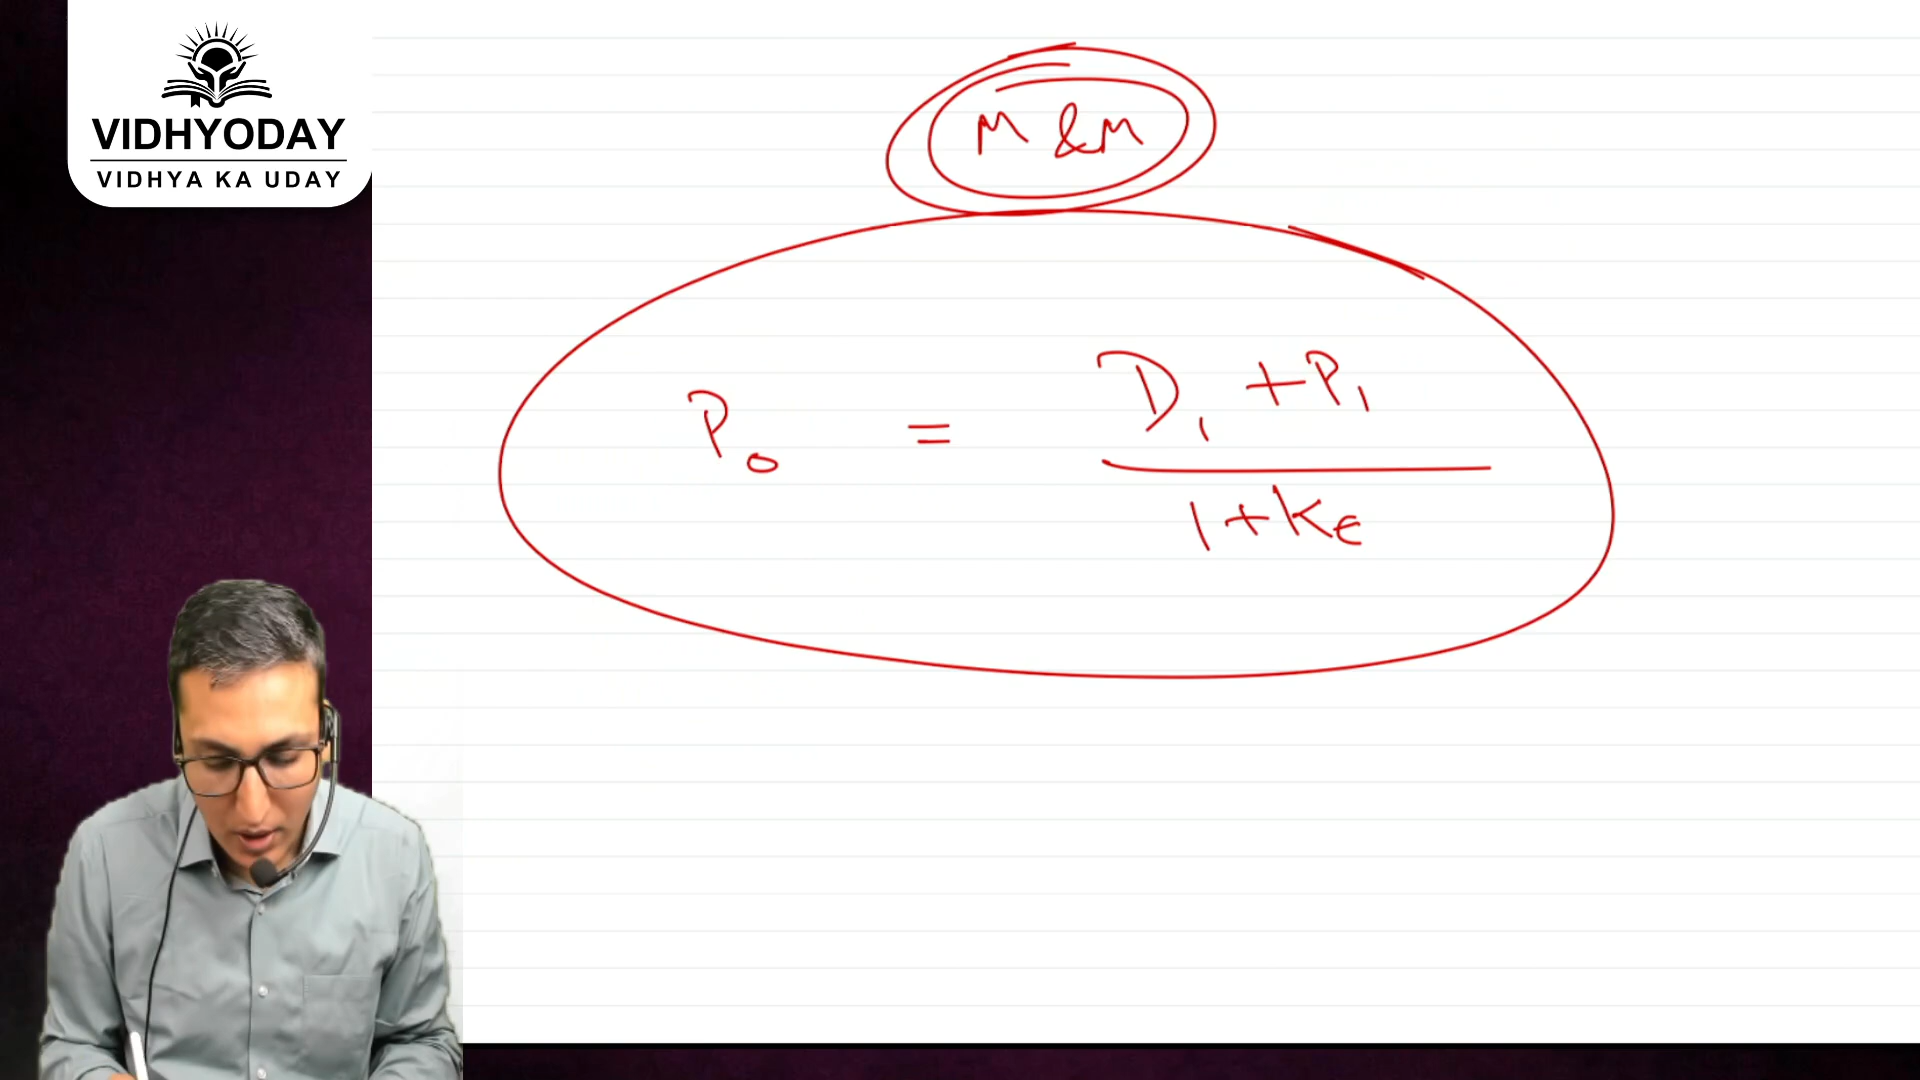 VIDHYODAY
VIDHYA KA UDAY
M & M
P₀ = D₁ + P₁
1 + Kₑ